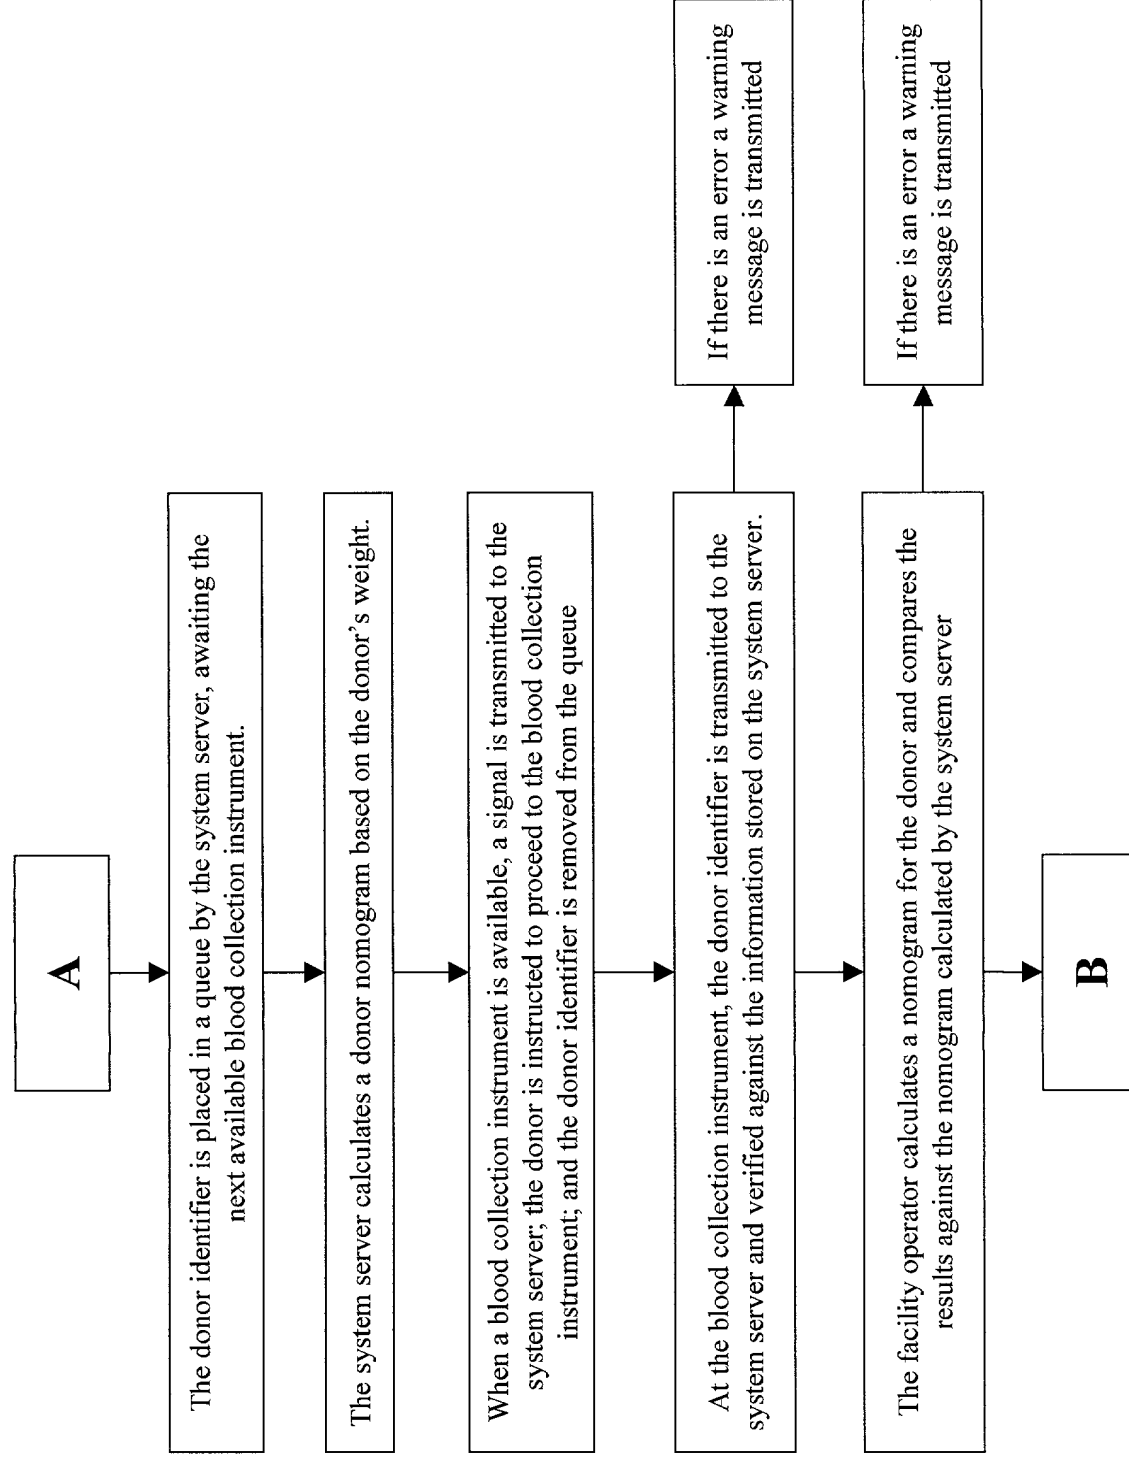 A
The donor identifier is placed in a queue by the system server, awaiting the
next available blood collection instrument.
The system server calculates a donor nomogram based on the donor's weight.
When a blood collection instrument is available, a signal is transmitted to the
system server; the donor is instructed to proceed to the blood collection
instrument; and the donor identifier is removed from the queue
At the blood collection instrument, the donor identifier is transmitted to the
system server and verified against the information stored on the system server.
If there is an error a warning
message is transmitted
The facility operator calculates a nomogram for the donor and compares the
results against the nomogram calculated by the system server
If there is an error a warning
message is transmitted
B